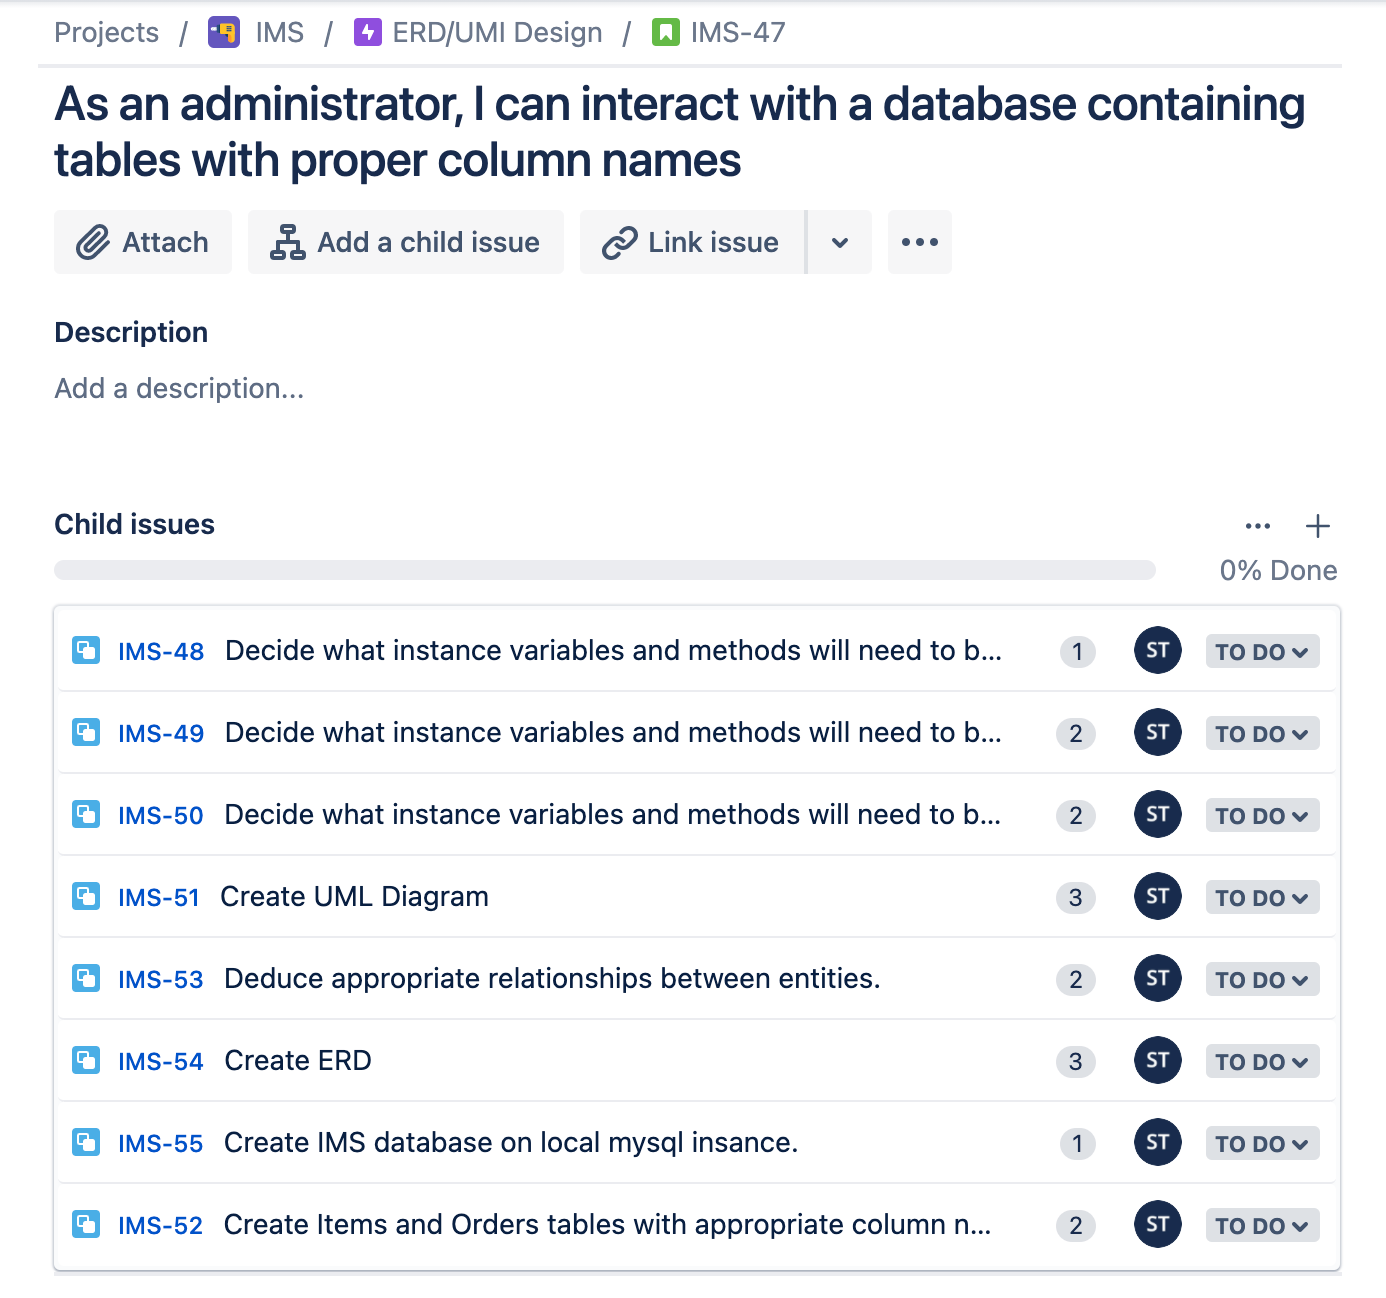 Projects / IMS / ERD/UMI Design / IMS-47
As an administrator, I can interact with a database containing
tables with proper column names
Attach Add a child issue Link issue
Description
Add a description...
Child issues
0% Done
IMS-48 Decide what instance variables and methods will need to b... 1 ST TO DO
IMS-49 Decide what instance variables and methods will need to b... 2 ST TO DO
IMS-50 Decide what instance variables and methods will need to b... 2 ST TO DO
IMS-51 Create UML Diagram 3 ST TO DO
IMS-53 Deduce appropriate relationships between entities. 2 ST TO DO
IMS-54 Create ERD 3 ST TO DO
IMS-55 Create IMS database on local mysql insance. 1 ST TO DO
IMS-52 Create Items and Orders tables with appropriate column n... 2 ST TO DO